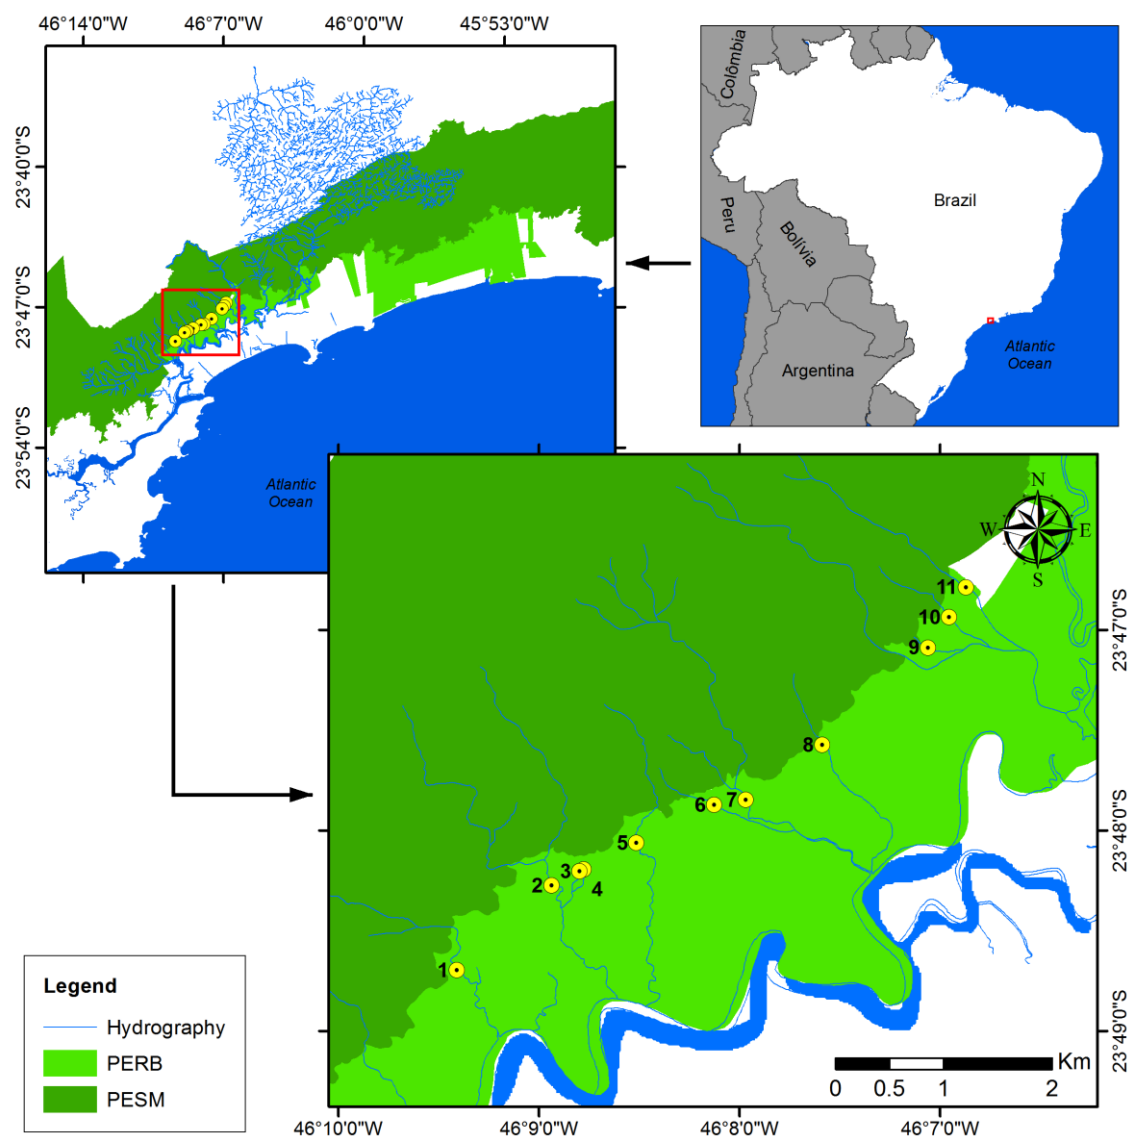 46°14'0"W 46°7'0"W 46°0'0"W 45°53'0"W
23°40'0"S
23°47'0"S
23°54'0"S
Atlantic
Ocean
Colômbia
Peru
Bolívia
Brazil
Argentina
Atlantic
Ocean
N
W E
S
11
10
9
8
7
6
5
3
4
2
1
23°47'0"S
23°48'0"S
23°49'0"S
Km
0 0.5 1 2
46°10'0"W 46°9'0"W 46°8'0"W 46°7'0"W
Legend
Hydrography
PERB
PESM